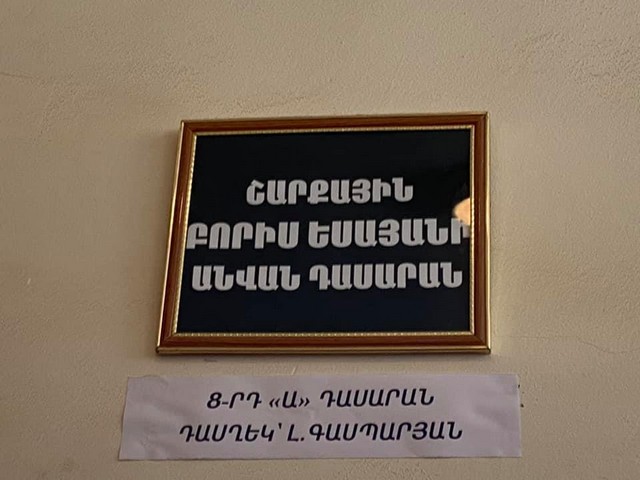 ՇԱՐՔԱՅԻՆ
ԲՈՐԻՍ ԵՍԱՅԱՆԻ
ԱՆՎԱՆ ԴԱՍԱՐԱՆ
8-ՐԴ «Ա» ԴԱՍԱՐԱՆ
ԴԱՍՂԵԿ՝ Լ.ԳԱՍՊԱՐՅԱՆ